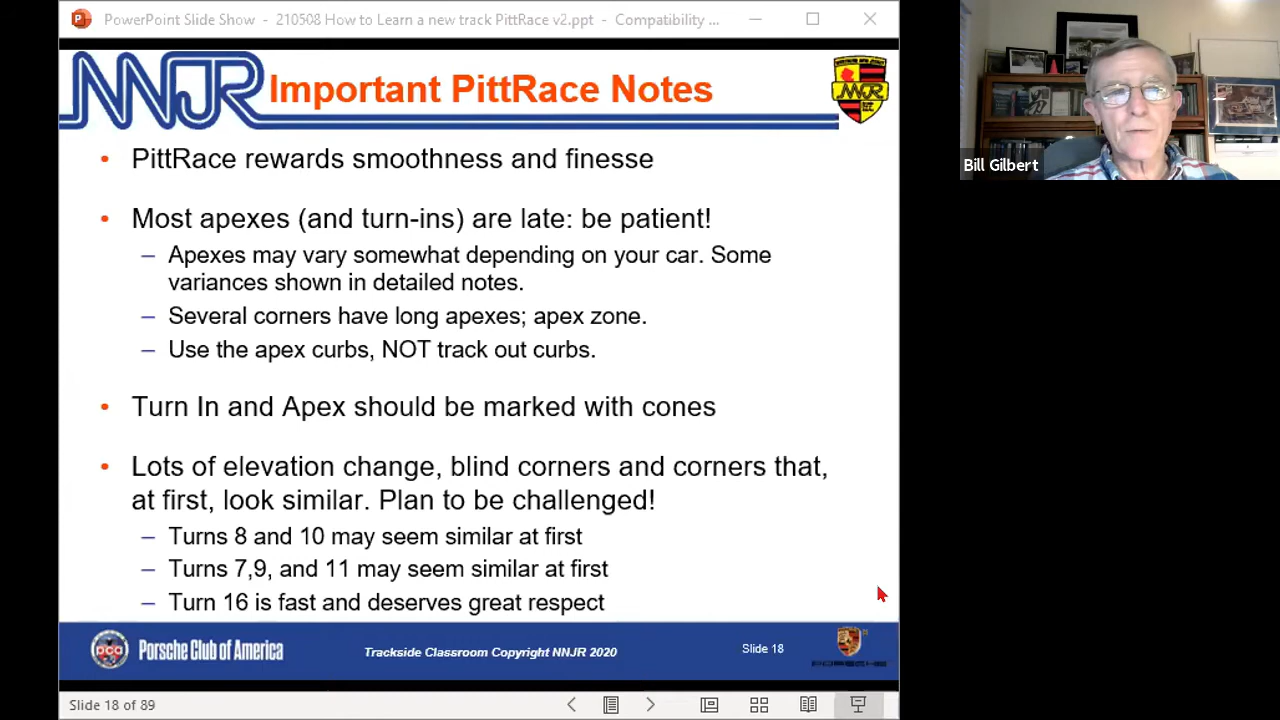 PowerPoint Slide Show - 210508 How to Learn a new track PittRace v2.ppt - Compatibility ...
NNJR Important PittRace Notes
• PittRace rewards smoothness and finesse
• Most apexes (and turn-ins) are late: be patient!
– Apexes may vary somewhat depending on your car. Some
variances shown in detailed notes.
– Several corners have long apexes; apex zone.
– Use the apex curbs, NOT track out curbs.
• Turn In and Apex should be marked with cones
• Lots of elevation change, blind corners and corners that,
at first, look similar. Plan to be challenged!
– Turns 8 and 10 may seem similar at first
– Turns 7,9, and 11 may seem similar at first
– Turn 16 is fast and deserves great respect
pca Porsche Club of America
Trackside Classroom Copyright NNJR 2020
Slide 18
PORSCHE
Slide 18 of 89
Bill Gilbert